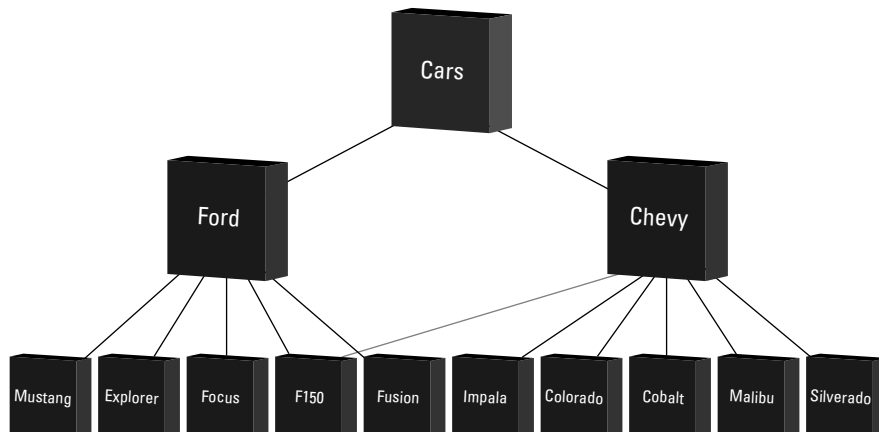 Cars
Ford
Chevy
Mustang
Explorer
Focus
F150
Fusion
Impala
Colorado
Cobalt
Malibu
Silverado